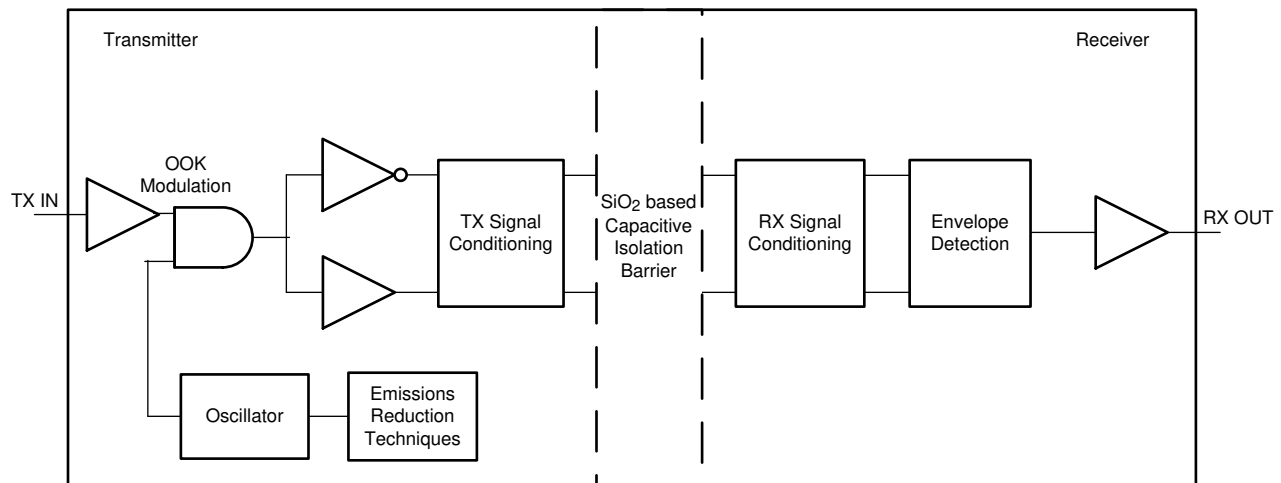 Transmitter
Receiver
OOK
Modulation
TX IN
TX Signal
Conditioning
SiO2 based
Capacitive
Isolation
Barrier
RX Signal
Conditioning
Envelope
Detection
RX OUT
Oscillator
Emissions
Reduction
Techniques